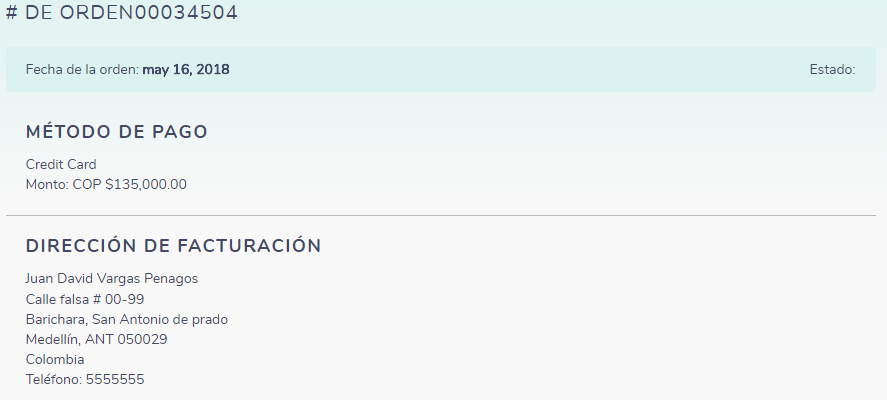 # DE ORDEN00034504
Fecha de la orden: may 16, 2018
Estado:
MÉTODO DE PAGO
Credit Card
Monto: COP $135,000.00
DIRECCIÓN DE FACTURACIÓN
Juan David Vargas Penagos
Calle falsa # 00-99
Barichara, San Antonio de prado
Medellín, ANT 050029
Colombia
Teléfono: 5555555